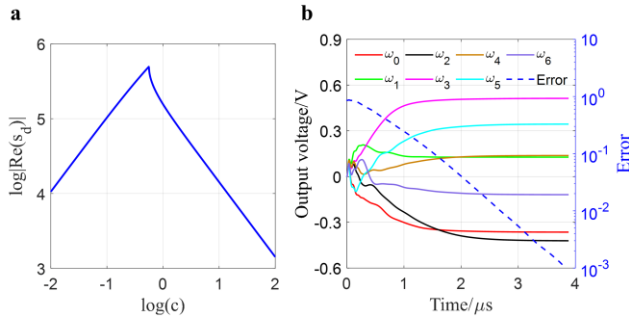 a
b
6
5
4
3
log|Re(s_d)|
-2
-1
0
1
2
log(c)
0.9
0.6
0.3
0
-0.3
-0.6
Output voltage/V
ω_0 ω_2 ω_4 ω_6
ω_1 ω_3 ω_5 Error
0
1
2
3
4
Time/μs
10
10^0
10^-1
10^-2
10^-3
Error